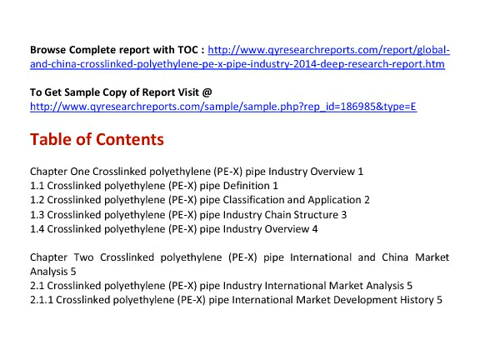 Browse Complete report with TOC : http://www.qyresearchreports.com/report/global-
and-china-crosslinked-polyethylene-pe-x-pipe-industry-2014-deep-research-report.htm
To Get Sample Copy of Report Visit @
http://www.qyresearchreports.com/sample/sample.php?rep_id=186985&type=E
Table of Contents
Chapter One Crosslinked polyethylene (PE-X) pipe Industry Overview 1
1.1 Crosslinked polyethylene (PE-X) pipe Definition 1
1.2 Crosslinked polyethylene (PE-X) pipe Classification and Application 2
1.3 Crosslinked polyethylene (PE-X) pipe Industry Chain Structure 3
1.4 Crosslinked polyethylene (PE-X) pipe Industry Overview 4
Chapter Two Crosslinked polyethylene (PE-X) pipe International and China Market
Analysis 5
2.1 Crosslinked polyethylene (PE-X) pipe Industry International Market Analysis 5
2.1.1 Crosslinked polyethylene (PE-X) pipe International Market Development History 5